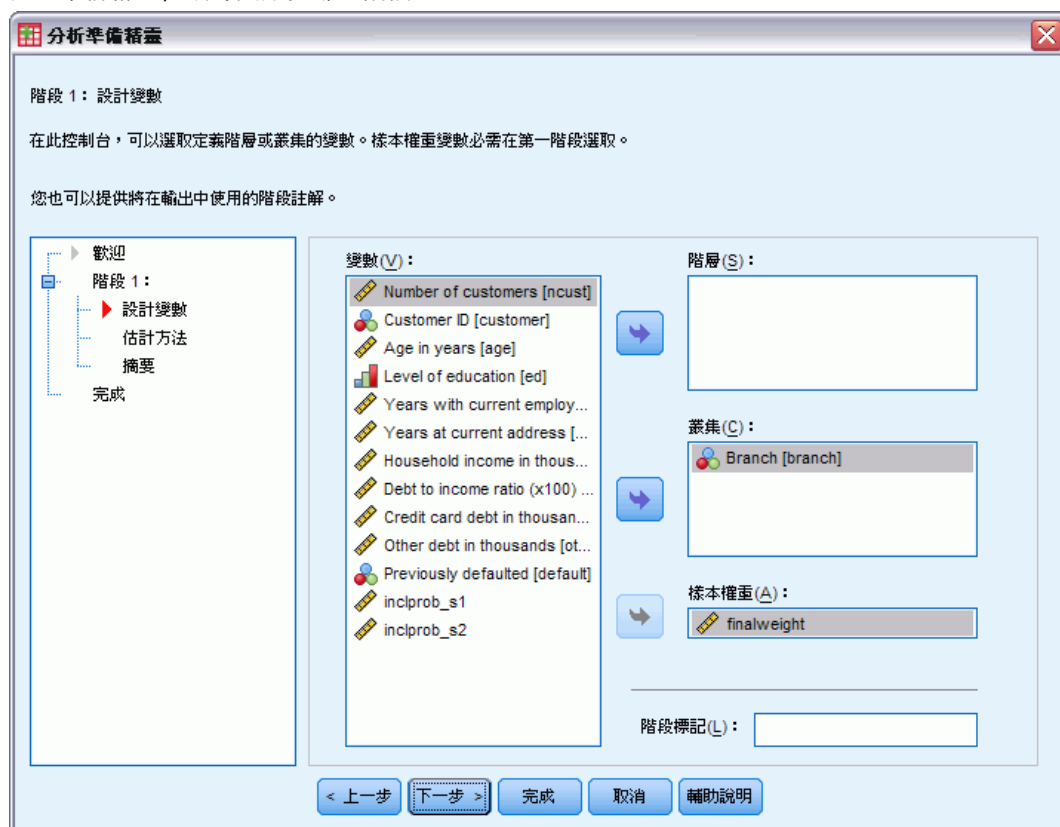 分析準備精靈
階段 1：設計變數
在此控制台，可以選取定義階層或叢集的變數。樣本權重變數必需在第一階段選取。
您也可以提供將在輸出中使用的階段註解。
歡迎
階段 1：
設計變數
估計方法
摘要
完成
變數(V)：
Number of customers [ncust]
Customer ID [customer]
Age in years [age]
Level of education [ed]
Years with current employ...
Years at current address [...
Household income in thous...
Debt to income ratio (x100) ...
Credit card debt in thousan...
Other debt in thousands [ot...
Previously defaulted [default]
inclprob_s1
inclprob_s2
階層(S)：
叢集(C)：
Branch [branch]
樣本權重(A)：
finalweight
階段標記(L)：
< 上一步 下一步 > 完成 取消 輔助說明